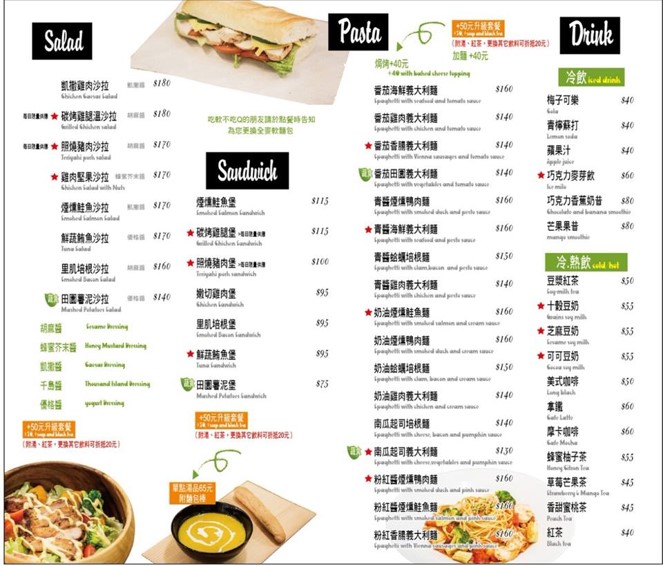 Salad
凱撒雞肉沙拉 凱撒醬 $180
Chicken Caesar Salad
每日限量供應 ★ 碳烤雞腿溫沙拉 胡麻醬 $180
Grilled Chicken Salad
每日限量供應 ★ 照燒豬肉沙拉 胡麻醬 $170
Teriyaki pork salad
★ 雞肉堅果沙拉 蜂蜜芥末醬 $170
Chicken Salad with Nuts
煙燻鮭魚沙拉 凱撒醬 $170
Smoked Salmon Salad
鮮蔬鮪魚沙拉 優格醬 $170
Tuna Salad
里肌培根沙拉 胡麻醬 $160
Smoked Bacon Salad
蔬食 田園薯泥沙拉 優格醬 $140
Mashed Potatoes Salad
胡麻醬 Sesame Dressing
蜂蜜芥末醬 Honey Mustard Dressing
凱撒醬 Caesar Dressing
千島醬 Thousand Island Dressing
優格醬 yogurt Dressing
+50元升級套餐
+50, +soup and black tea
(附湯、紅茶、更換其它飲料可折抵20元)
吃軟不吃Q的朋友請於點餐時告知
為您更換全麥軟麵包
Sandwich
煙燻鮭魚堡 $115
Smoked Salmon Sandwich
★ 碳烤雞腿堡 *每日限量供應 $115
Grilled Chicken Sandwich
★ 照燒豬肉堡 *每日限量供應 $100
Teriyaki pork sandwich
嫩切雞肉堡 $95
Chicken Sandwich
里肌培根堡 $95
Smoked Bacon Sandwich
★ 鮮蔬鮪魚堡 $95
Tuna Sandwich
蔬食 田園薯泥堡 $75
Mashed Potatoes Sandwich
+50元升級套餐
+50, +soup and black tea
(附湯、紅茶、更換其它飲料可折抵20元)
單點湯品65元
附麵包棒
Pasta
+50元升級套餐
+50, +soup and black tea
(附湯、紅茶、更換其它飲料可折抵20元)
焗烤+40元 加麵 +40元
+40 with baked cheese topping
番茄海鮮義大利麵 $160
Spaghetti with seafood and tomato sauce
番茄雞肉義大利麵 $150
Spaghetti with chicken and tomato sauce
★ 番茄香腸義大利麵 $150
Spaghetti with Vienna sausages and tomato sauce
蔬食 番茄田園義大利麵 $140
Spaghetti with vegetables and tomato sauce
青醬煙燻鴨肉麵 $160
Spaghetti with smoked duck and pesto sauce
★ 青醬海鮮義大利麵 $160
Spaghetti with seafood and pesto sauce
青醬蛤蠣培根麵 $150
Spaghetti with clam, bacon and pesto sauce
青醬雞肉義大利麵 $140
Spaghetti with chicken and pesto sauce
★ 奶油煙燻鮭魚麵 $160
Spaghetti with smoked salmon and cream sauce
奶油煙燻鴨肉麵 $160
Spaghetti with smoked duck and cream sauce
奶油蛤蠣培根麵 $150
Spaghetti with clam, bacon and cream sauce
奶油雞肉義大利麵 $140
Spaghetti with chicken and cream sauce
南瓜起司培根麵 $140
Spaghetti with cheese, bacon and pumpkin sauce
蔬食 ★ 南瓜起司義大利麵 $150
Spaghetti with cheese, vegetables and pumpkin sauce
★ 粉紅醬煙燻鴨肉麵 $160
Spaghetti with smoked duck and pink sauce
粉紅醬煙燻鮭魚麵 $160
Spaghetti with smoked salmon and pink sauce
粉紅香腸義大利麵 $160
Spaghetti with Vienna sausages and pink sauce
Drink
冷飲 iced drink
梅子可樂 $40
Cola
青檸蘇打 $40
Lemon soda
蘋果汁 $40
Apple juice
★ 巧克力麥芽飲 $60
Ice milo
巧克力香蕉奶昔 $80
Chocolate and banana smoothie
芒果果昔 $80
mango smoothie
冷.熱飲 cold/hot
豆漿紅茶 $50
Soy milk tea
★ 十穀豆奶 $55
Grains soy milk
★ 芝麻豆奶 $55
Sesame soy milk
★ 可可豆奶 $55
Cocoa soy milk
美式咖啡 $50
Long black
拿鐵 $60
Cafe Latte
摩卡咖啡 $60
Cafe Mocha
蜂蜜柚子茶 $55
Honey Citron Tea
草莓芒果茶 $45
Strawberry & Mango Tea
香甜蜜桃茶 $45
Peach Tea
紅茶 $40
Black tea